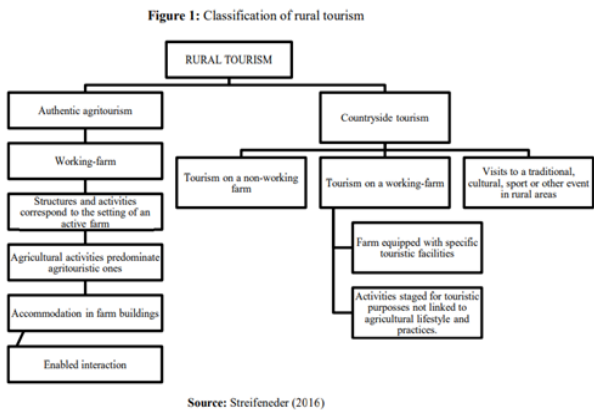 Figure 1: Classification of rural tourism
RURAL TOURISM
Authentic agritourism
Working-farm
Structures and activities
correspond to the setting of an
active farm
Agricultural activities predominate
agritouristic ones
Accommodation in farm buildings
Enabled interaction
Countryside tourism
Tourism on a non-working
farm
Tourism on a working-farm
Visits to a traditional,
cultural, sport or other event
in rural areas
Farm equipped with specific
touristic facilities
Activities staged for touristic
purposses not linked to
agricultural lifestyle and
practices.
Source: Streifeneder (2016)